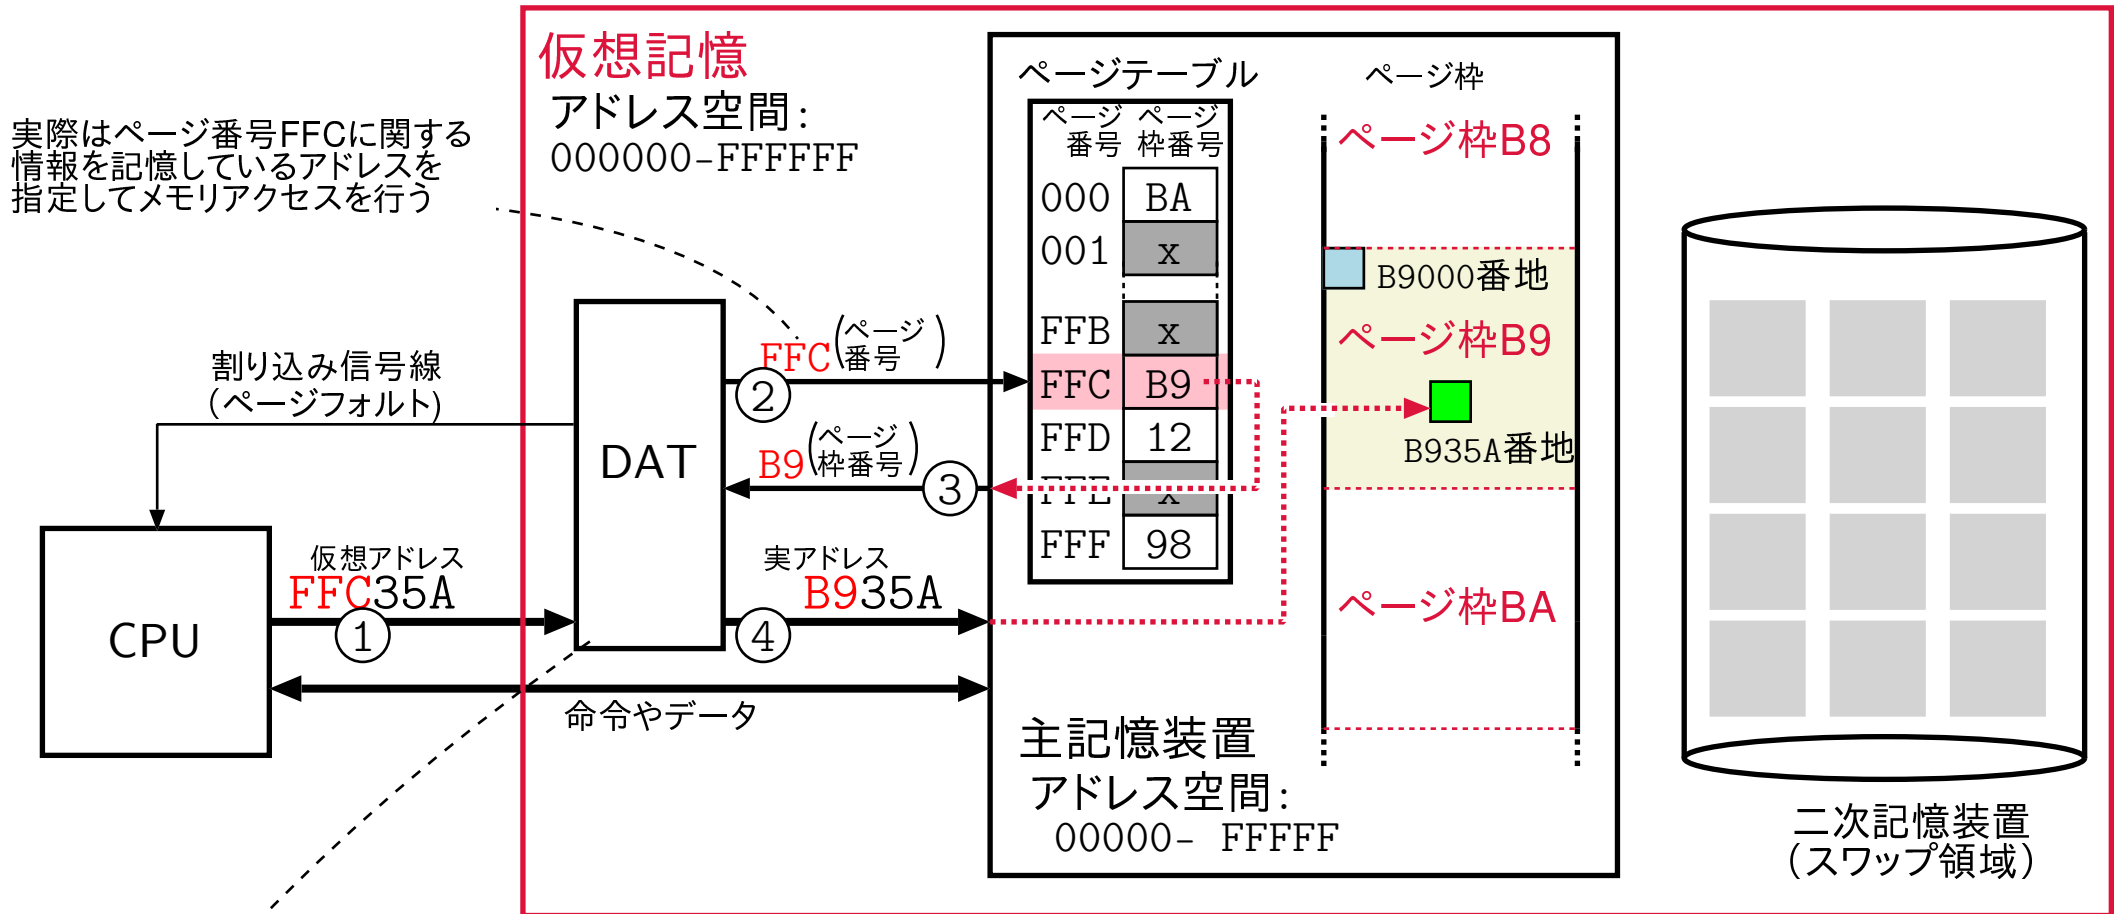 仮想記憶
アドレス空間:
000000-FFFFFF
実際はページ番号FFCに関する
情報を記憶しているアドレスを
指定してメモリアクセスを行う
割り込み信号線
(ページフォルト)
CPU
仮想アドレス
FFC35A
1
DAT
FFC(ページ
番号)
2
B9(ページ
枠番号)
3
実アドレス
B935A
4
命令やデータ
ページテーブル
ページ ページ
番号 枠番号
000 BA
001 x
FFB x
FFC B9
FFD 12
FFE x
FFF 98
ページ枠
ページ枠B8
B9000番地
ページ枠B9
B935A番地
ページ枠BA
主記憶装置
アドレス空間:
00000- FFFFF
二次記憶装置
(スワップ領域)